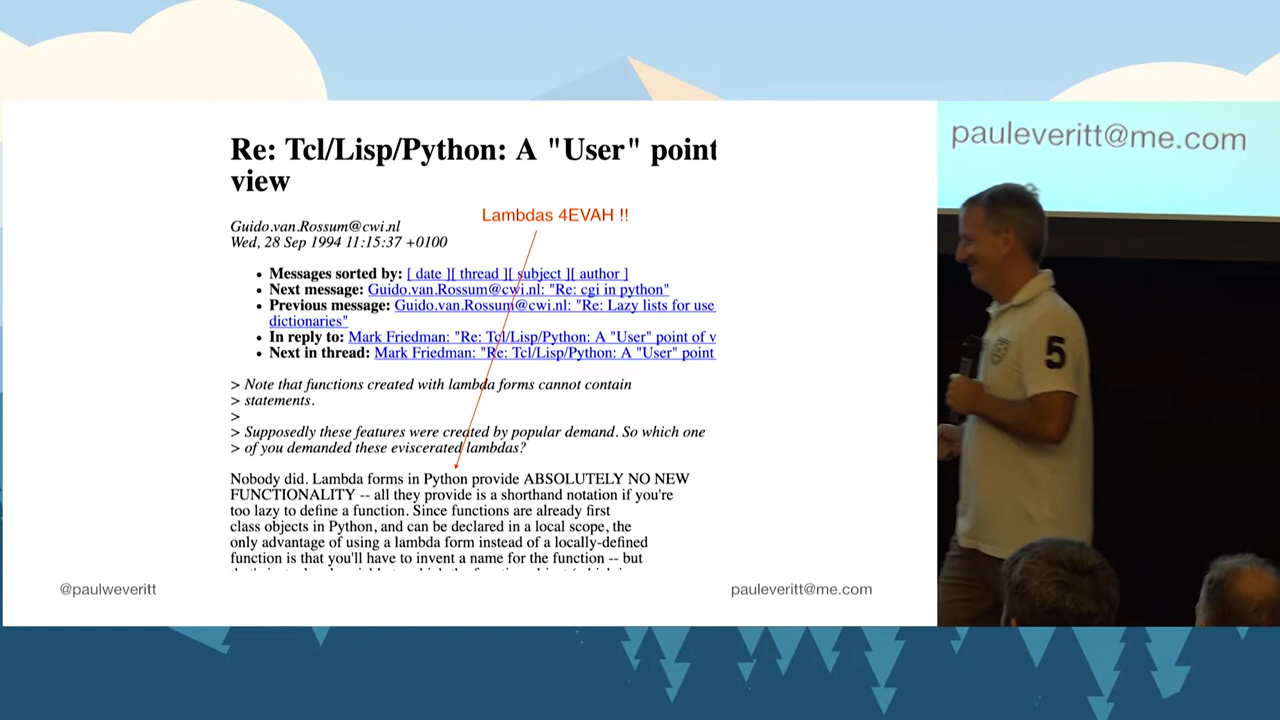 Re: Tcl/Lisp/Python: A "User" point
view
Lambdas 4EVAH !!
Guido.van.Rossum@cwi.nl
Wed, 28 Sep 1994 11:15:37 +0100
Messages sorted by: [ date ][ thread ][ subject ][ author ]
Next message: Guido.van.Rossum@cwi.nl: "Re: cgi in python"
Previous message: Guido.van.Rossum@cwi.nl: "Re: Lazy lists for use
dictionaries"
In reply to: Mark Friedman: "Re: Tcl/Lisp/Python: A "User" point of v
Next in thread: Mark Friedman: "Re: Tcl/Lisp/Python: A "User" point
> Note that functions created with lambda forms cannot contain
> statements.
>
> Supposedly these features were created by popular demand. So which one
> of you demanded these eviscerated lambdas?
Nobody did. Lambda forms in Python provide ABSOLUTELY NO NEW
FUNCTIONALITY -- all they provide is a shorthand notation if you're
too lazy to define a function. Since functions are already first
class objects in Python, and can be declared in a local scope, the
only advantage of using a lambda form instead of a locally-defined
function is that you'll have to invent a name for the function -- but
@paulweveritt
pauleveritt@me.com
pauleveritt@me.com
5